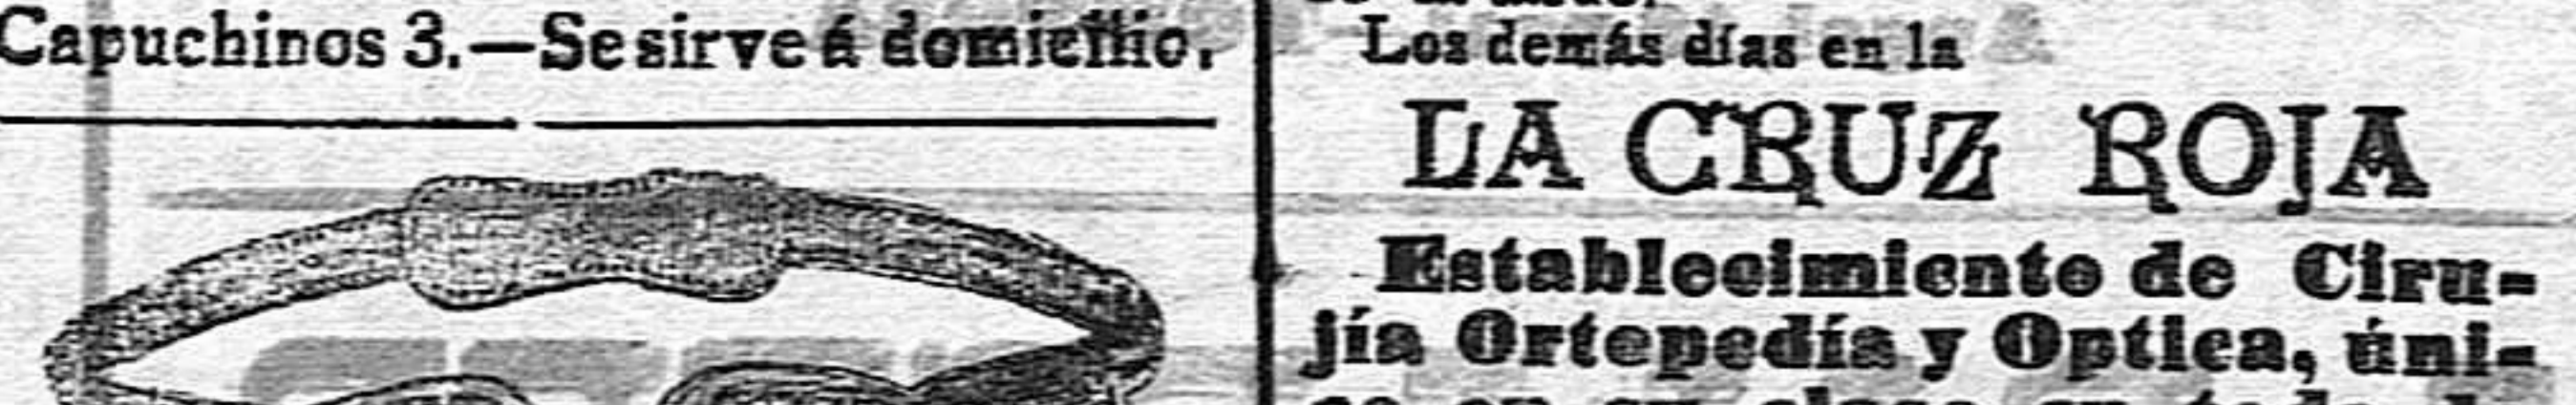 Capuchinos 3.—Se sirve á domicilio.
Los demás días en la
LA CRUZ ROJA
Establecimiento de Ciru-
jía Ortepedía y Optica, úni-